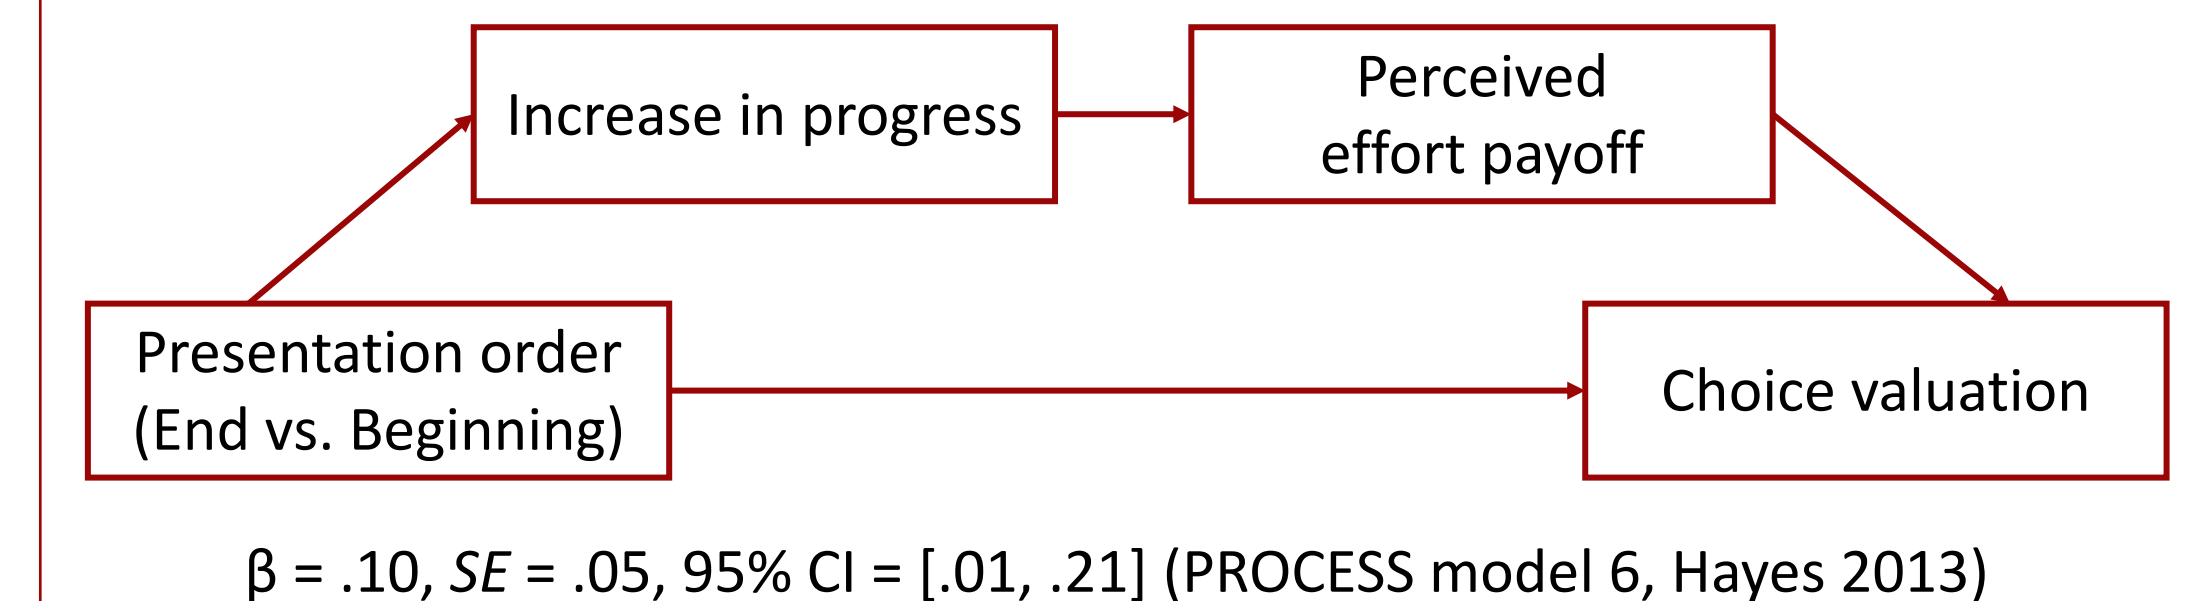 Increase in progress
Perceived
effort payoff
Presentation order
(End vs. Beginning)
Choice valuation
β = .10, SE = .05, 95% CI = [.01, .21] (PROCESS model 6, Hayes 2013)